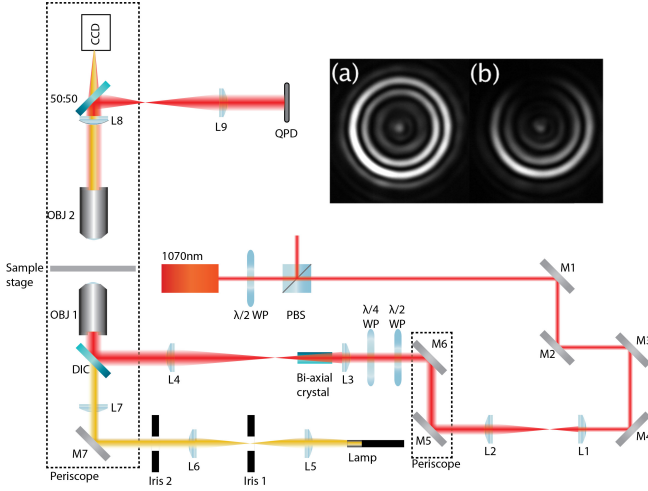 CCD
50:50
L8
L9
QPD
(a)
(b)
OBJ 2
Sample
stage
1070nm
λ/2 WP
PBS
M1
OBJ 1
λ/4
WP
λ/2
WP
M2
M3
M6
DIC
L4
Bi-axial
crystal
L3
L7
M7
M5
L2
L1
M4
Iris 2
L6
Iris 1
L5
Lamp
Periscope
Periscope